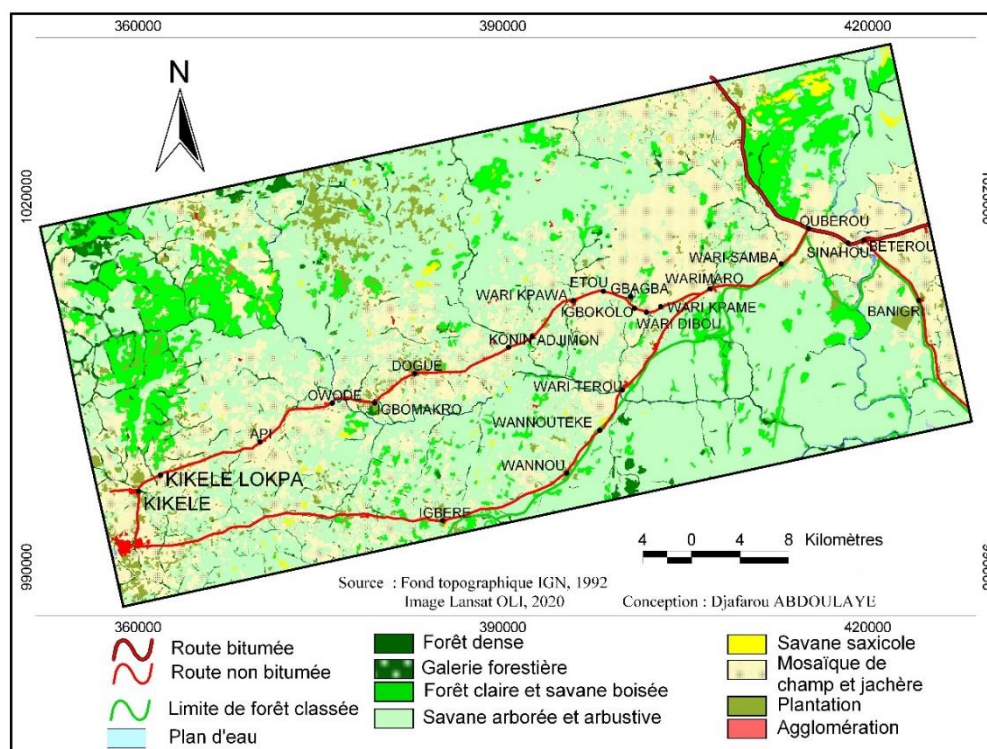 360000 390000 420000
N
1020000
1020000
OUBEROU
SINAHOU
BETEROU
WARI SAMBA
ETOU
GBAGBA
WARIMARO
WARI KPAWA
IGBOKOLO
WARI KPAME
WARI DIBOU
BANIGRI
KONIN
ADJIMON
DOGUE
WARI TEROU
OWODE
IGBOMAKRO
WANNOUTEKE
API
WANNOU
KIKELE LOKPA
KIKELE
IGBERE
990000
990000
4 0 4 8 Kilomètres
Source : Fond topographique IGN, 1992
Image Lansat OLI, 2020
Conception : Djafarou ABDOULAYE
360000 390000 420000
Route bitumée
Route non bitumée
Limite de forêt classée
Plan d'eau
Forêt dense
Galerie forestière
Forêt claire et savane boisée
Savane arborée et arbustive
Savane saxicole
Mosaïque de
champ et jachère
Plantation
Agglomération